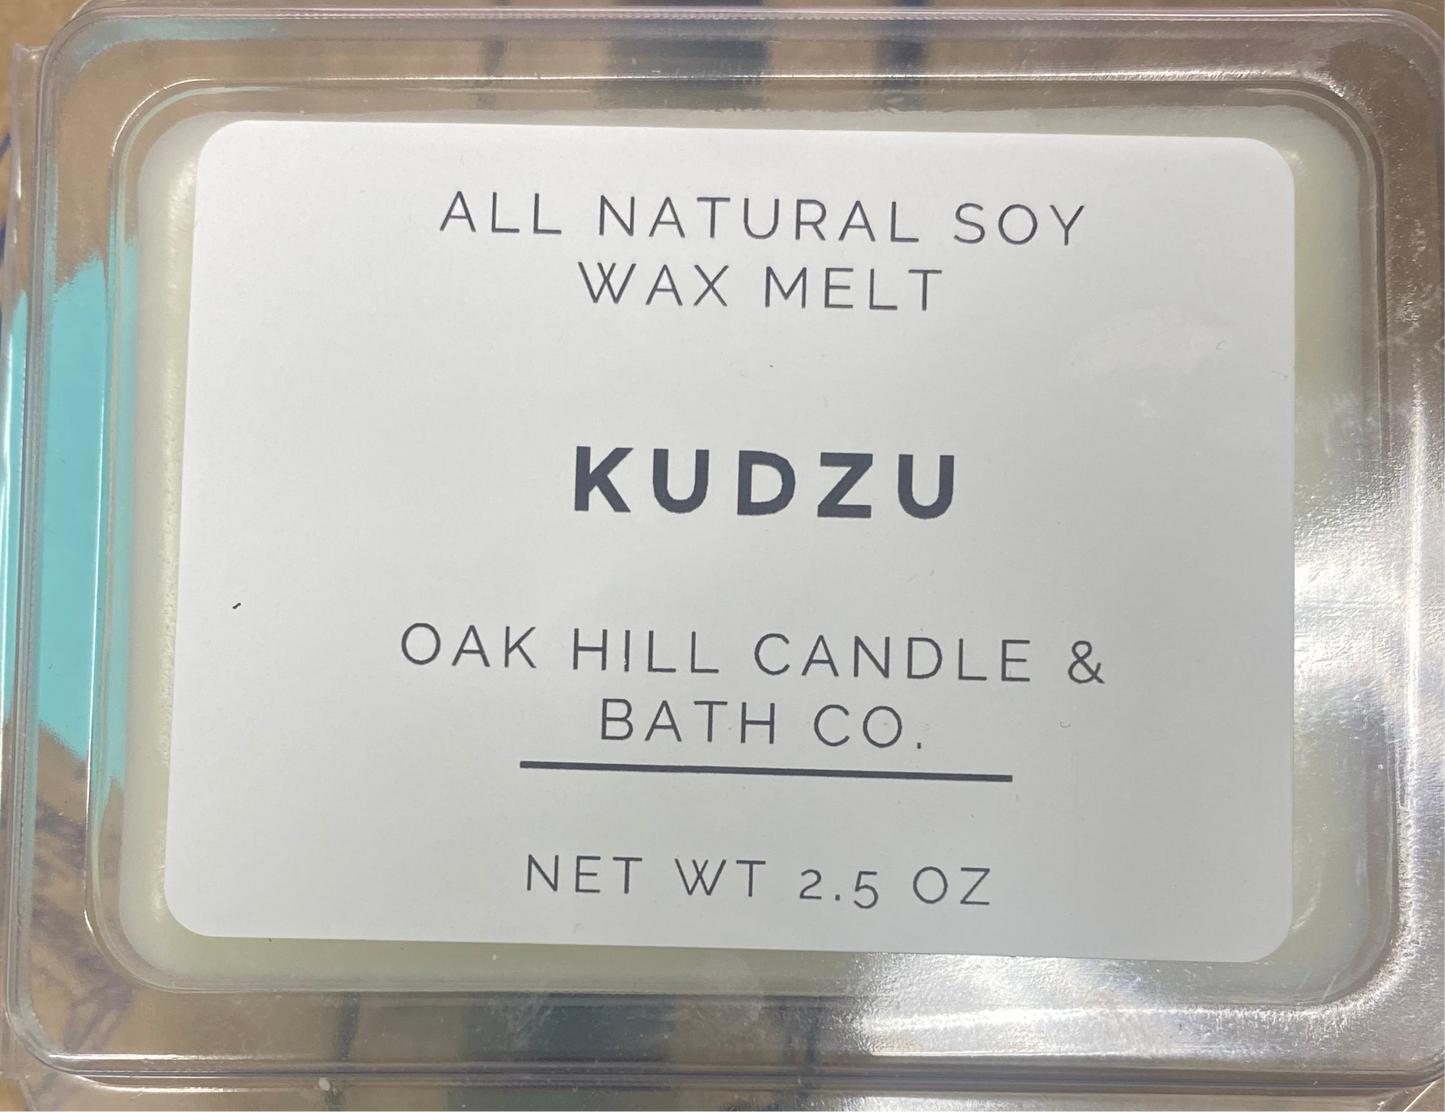 ALL NATURAL SOY
WAX MELT
KUDZU
OAK HILL CANDLE &
BATH CO.
NET WT 2.5 OZ